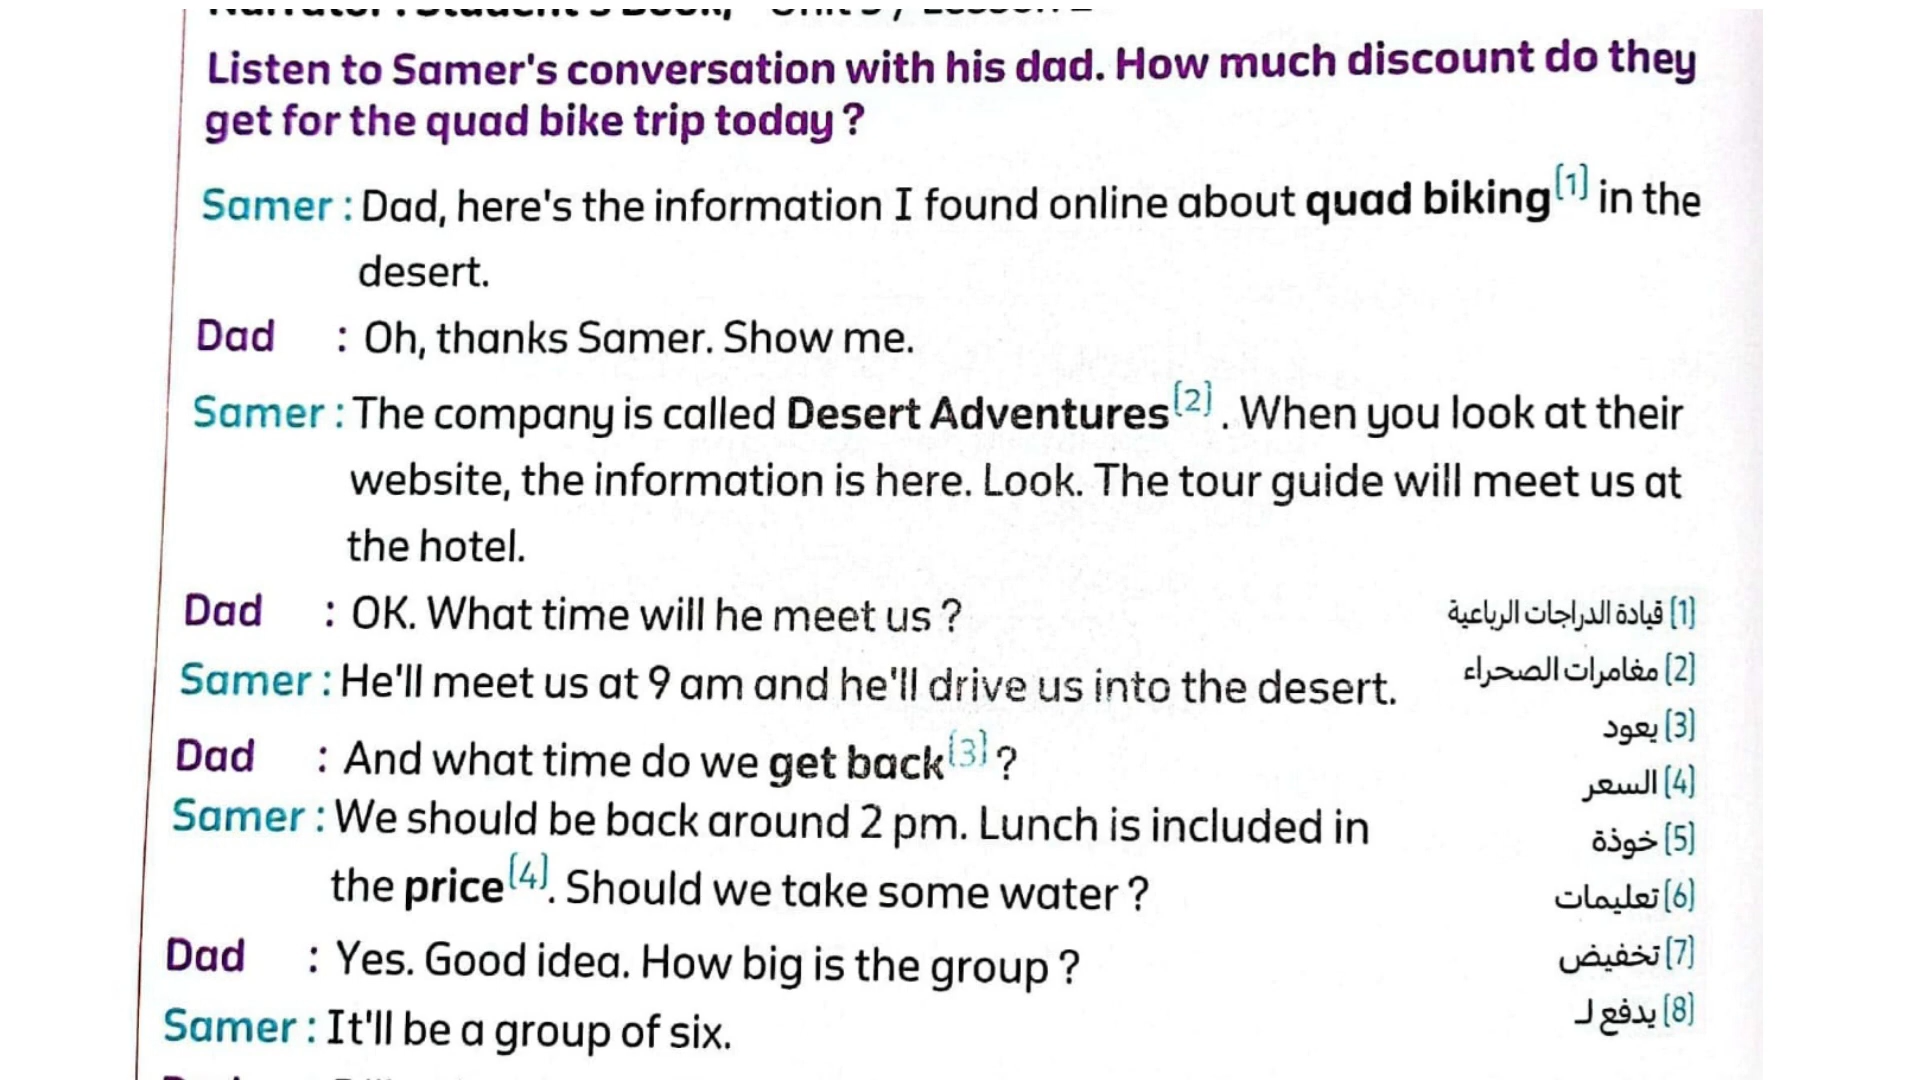 Listen to Samer's conversation with his dad. How much discount do they
get for the quad bike trip today ?
Samer : Dad, here's the information I found online about quad biking[1] in the
desert.
Dad : Oh, thanks Samer. Show me.
Samer : The company is called Desert Adventures[2] . When you look at their
website, the information is here. Look. The tour guide will meet us at
the hotel.
Dad : OK. What time will he meet us ?
Samer : He'll meet us at 9 am and he'll drive us into the desert.
Dad : And what time do we get back[3] ?
Samer : We should be back around 2 pm. Lunch is included in
the price[4]. Should we take some water ?
Dad : Yes. Good idea. How big is the group ?
Samer : It'll be a group of six.
[1] قيادة الدراجات الرباعية
[2] مغامرات الصحراء
[3] يعود
[4] السعر
[5] خوذة
[6] تعليمات
[7] تخفيض
[8] يدفع لـ